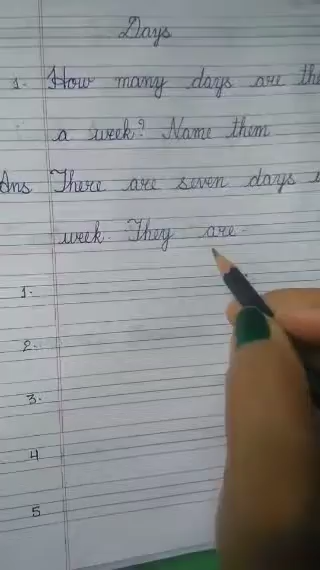 Days
1. How many days are the
a week? Name them
Ans There are seven days
week. They are-
1.
2.
3.
4
5